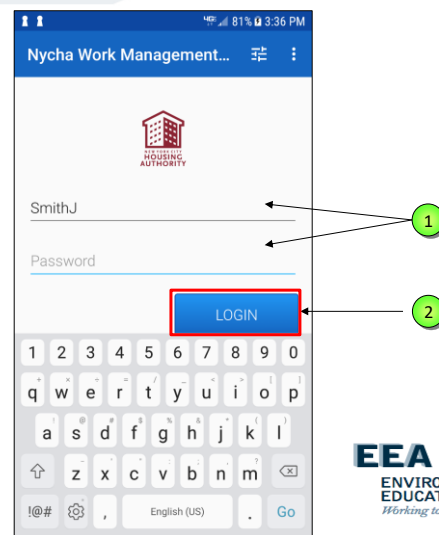 4GE 81% 3:36 PM
Nycha Work Management...
NEW YORK CITY
HOUSING
AUTHORITY
SmithJ
1
Password
LOGIN
2
1 2 3 4 5 6 7 8 9 0
q w e r t y u i o p
a s d f g h j k l
z x c v b n m
!@# , English (US) . Go
EEA
ENVIRO
EDUCAT
Working to